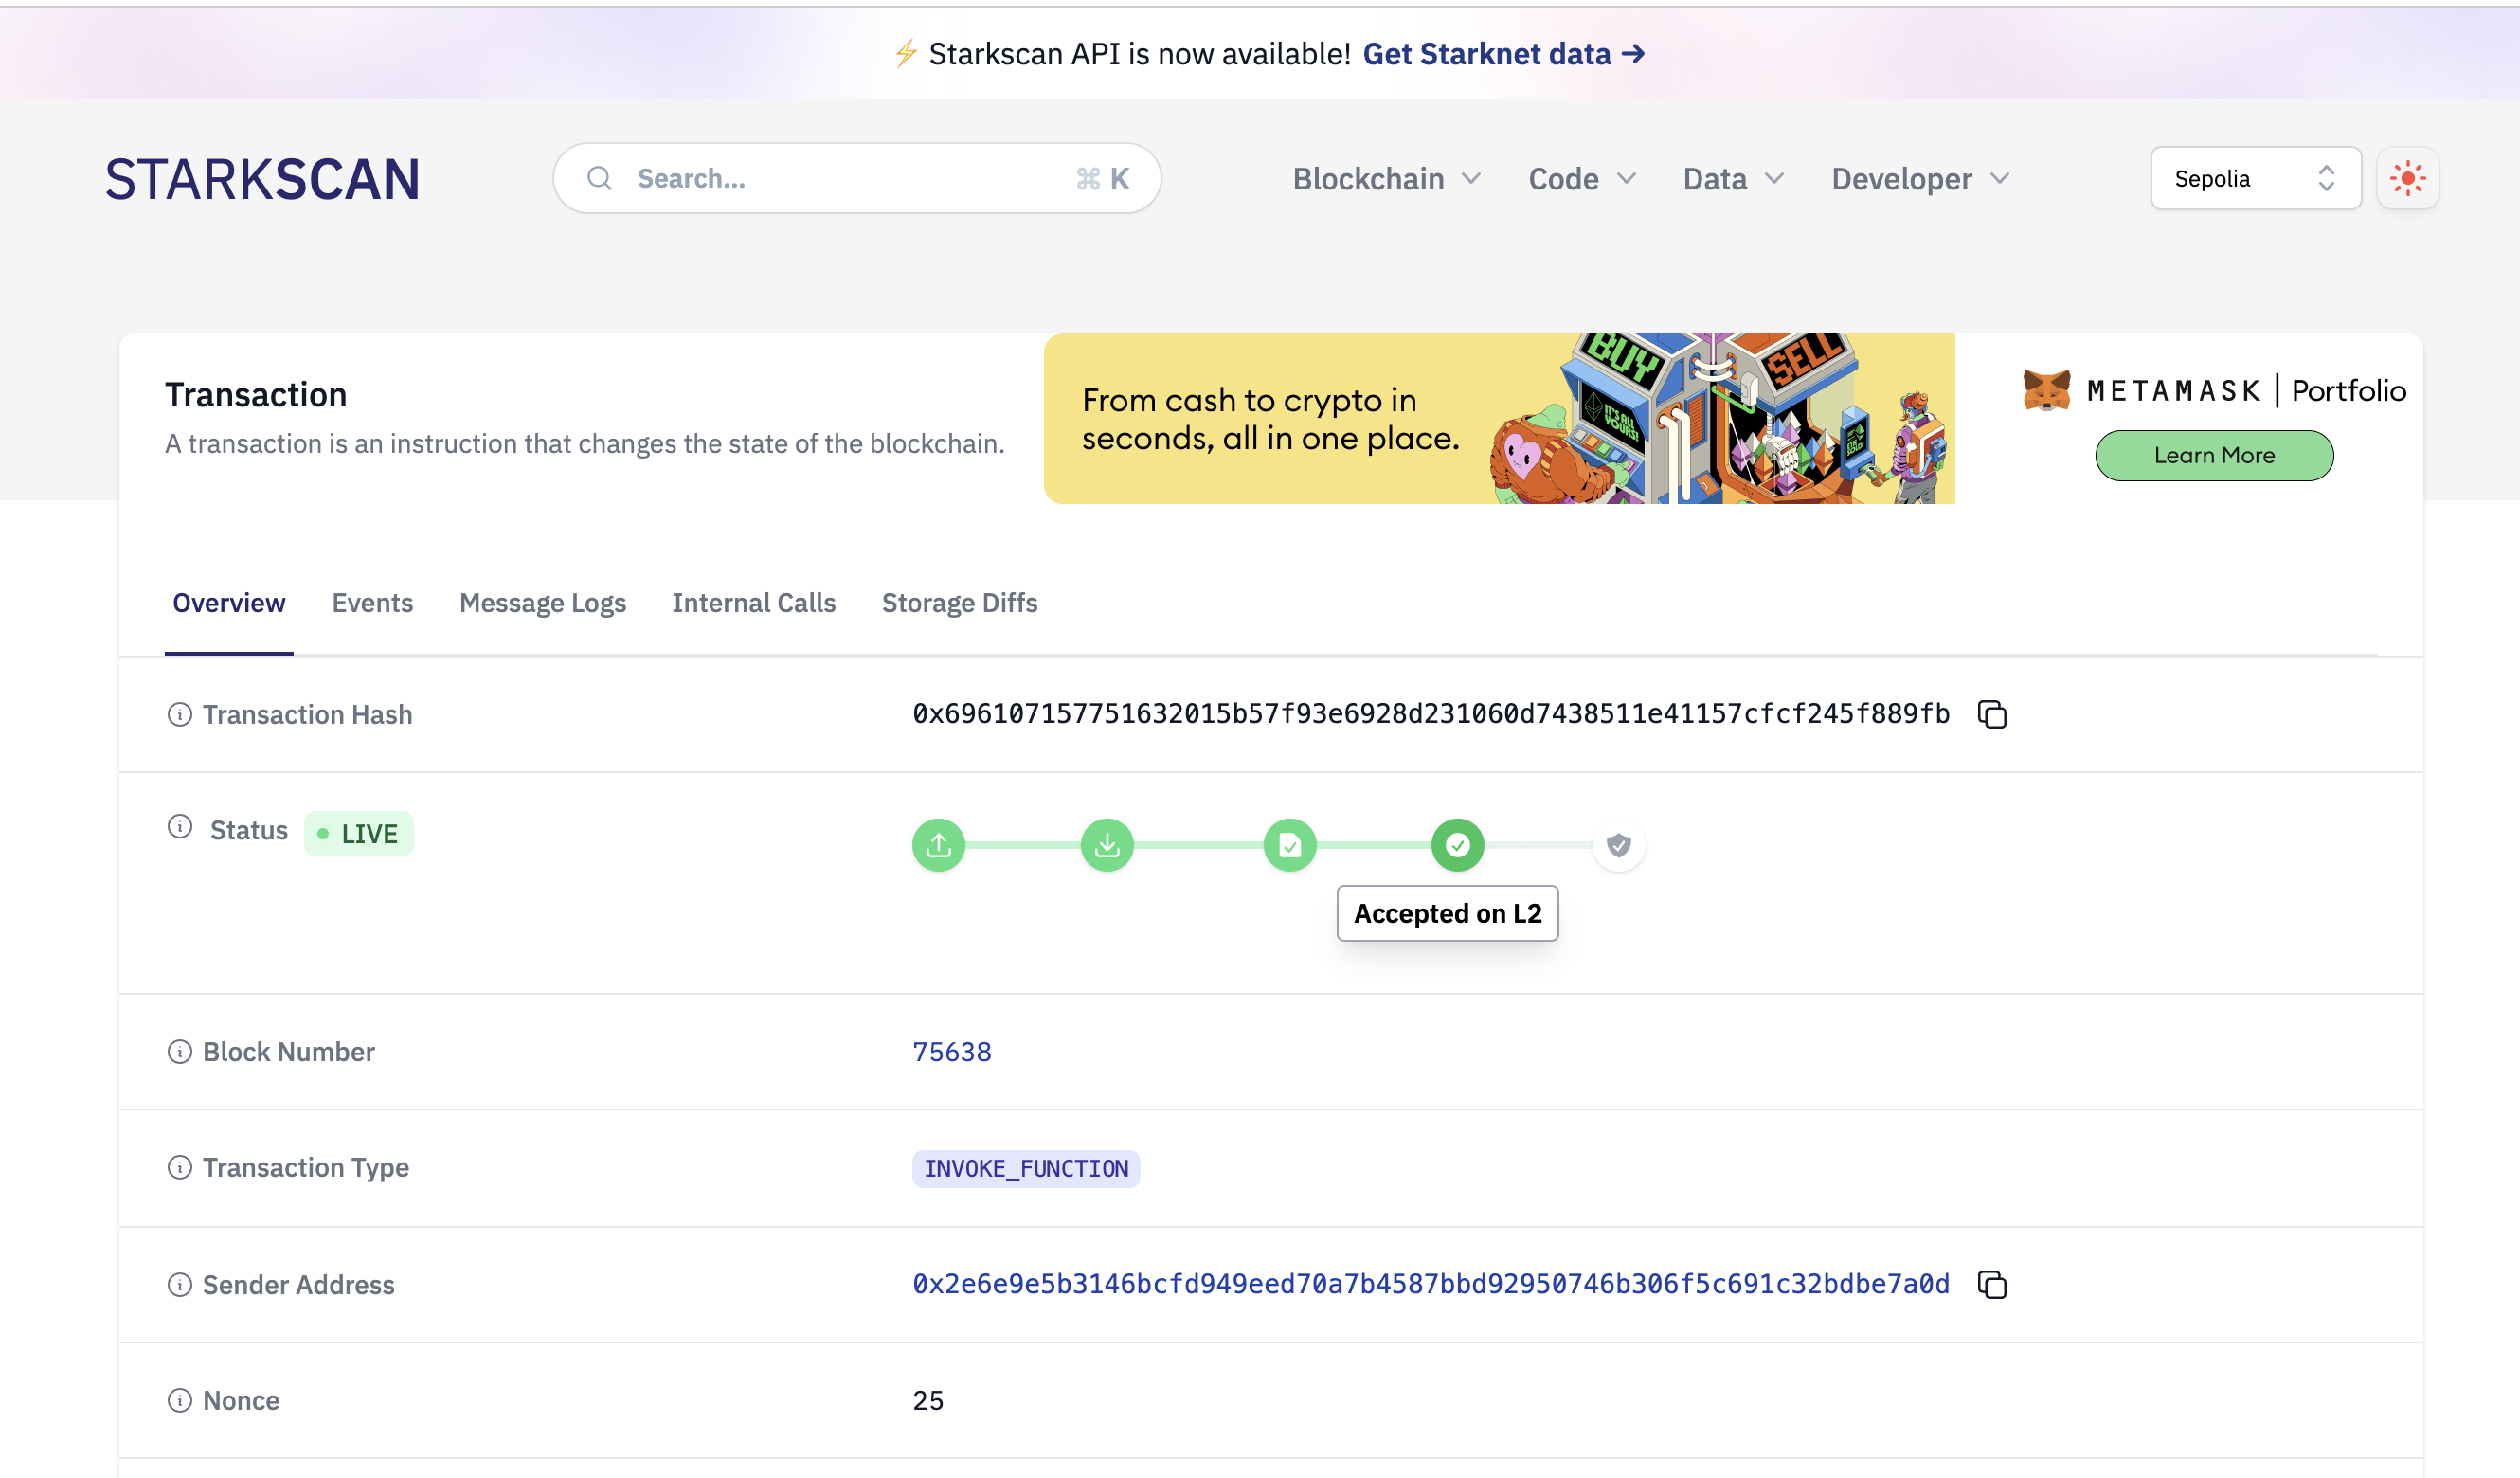 ⚡ Starkscan API is now available! Get Starknet data →
STARKSCAN
Search...
⌘ K
Blockchain
Code
Data
Developer
Sepolia
Transaction
A transaction is an instruction that changes the state of the blockchain.
From cash to crypto in
seconds, all in one place.
BUY
SELL
IT'S ALL
YOURS!
METAMASK | Portfolio
Learn More
Overview
Events
Message Logs
Internal Calls
Storage Diffs
Transaction Hash
0x696107157751632015b57f93e6928d231060d7438511e41157cfcf245f889fb
Status
LIVE
Accepted on L2
Block Number
75638
Transaction Type
INVOKE_FUNCTION
Sender Address
0x2e6e9e5b3146bcfd949eed70a7b4587bbd92950746b306f5c691c32bdbe7a0d
Nonce
25